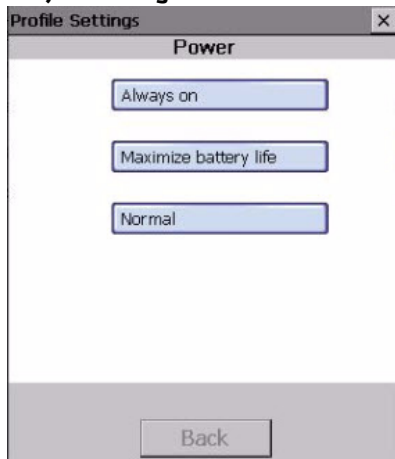 Profile Settings
Power
Always on
Maximize battery life
Normal
Back